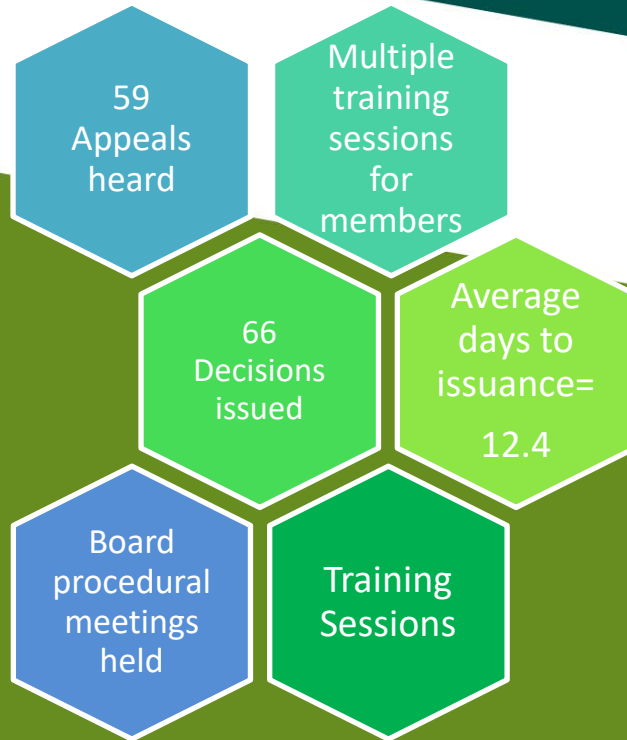 59
Appeals
heard
Multiple
training
sessions
for
members
66
Decisions
issued
Average
days to
issuance=
12.4
Board
procedural
meetings
held
Training
Sessions